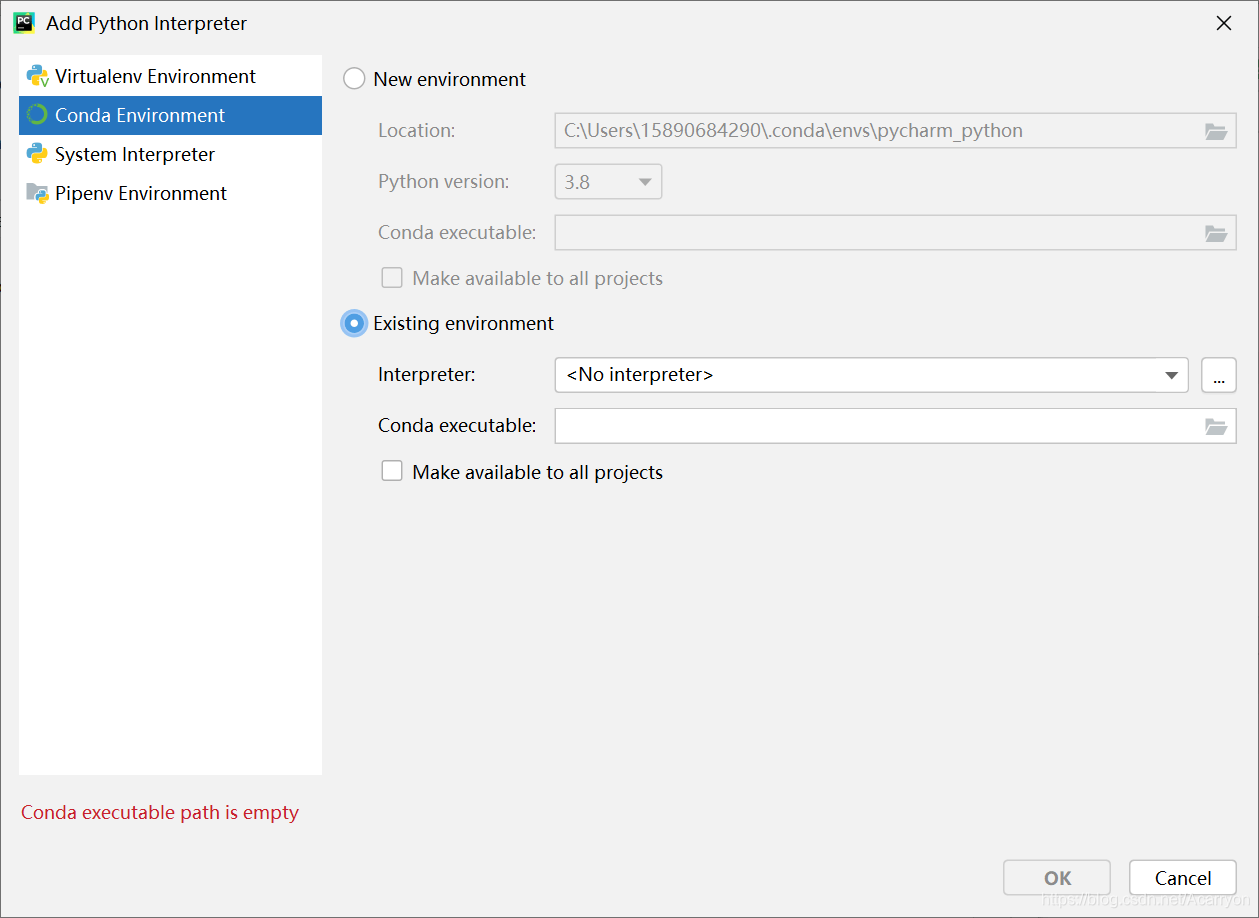 PC
Add Python Interpreter
Virtualenv Environment
Conda Environment
System Interpreter
Pipenv Environment
New environment
Location: C:\Users\15890684290\.conda\envs\pycharm_python
Python version: 3.8
Conda executable:
Make available to all projects
Existing environment
Interpreter: <No interpreter> ...
Conda executable:
Make available to all projects
Conda executable path is empty
OK Cancel
https://blog.csdn.net/Acarryon